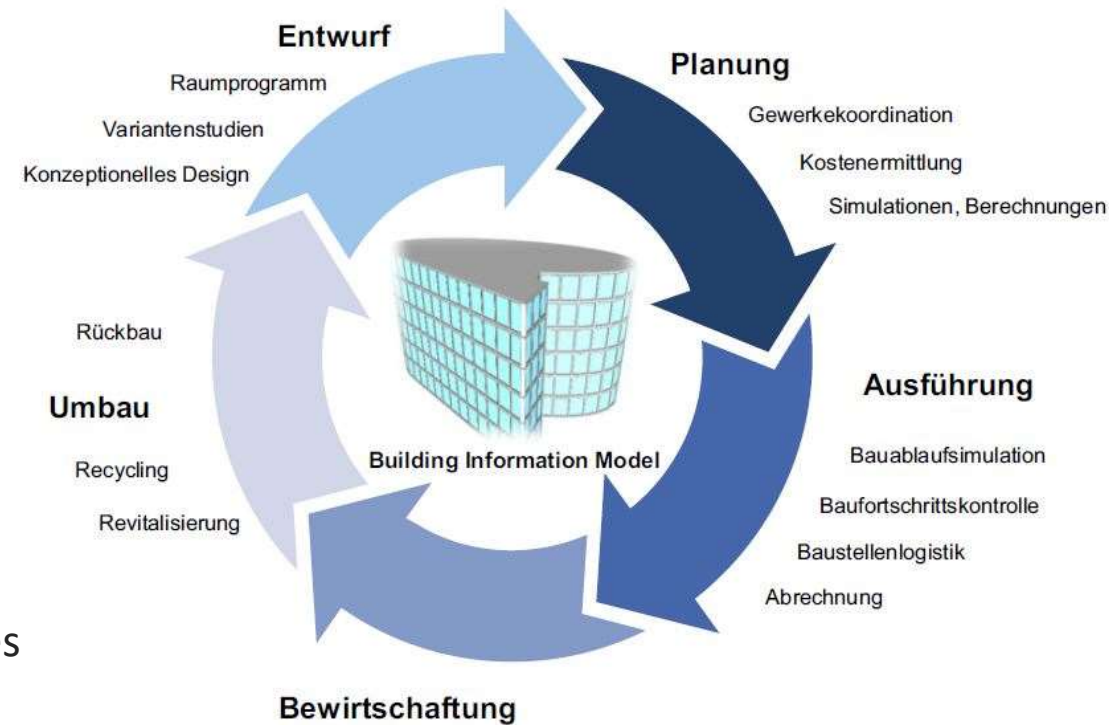 Entwurf
Raumprogramm
Variantenstudien
Konzeptionelles Design
Planung
Gewerkekoordination
Kostenermittlung
Simulationen, Berechnungen
Ausführung
Bauablaufsimulation
Baufortschrittskontrolle
Baustellenlogistik
Abrechnung
Bewirtschaftung
Rückbau
Umbau
Recycling
Revitalisierung
Building Information Model
s